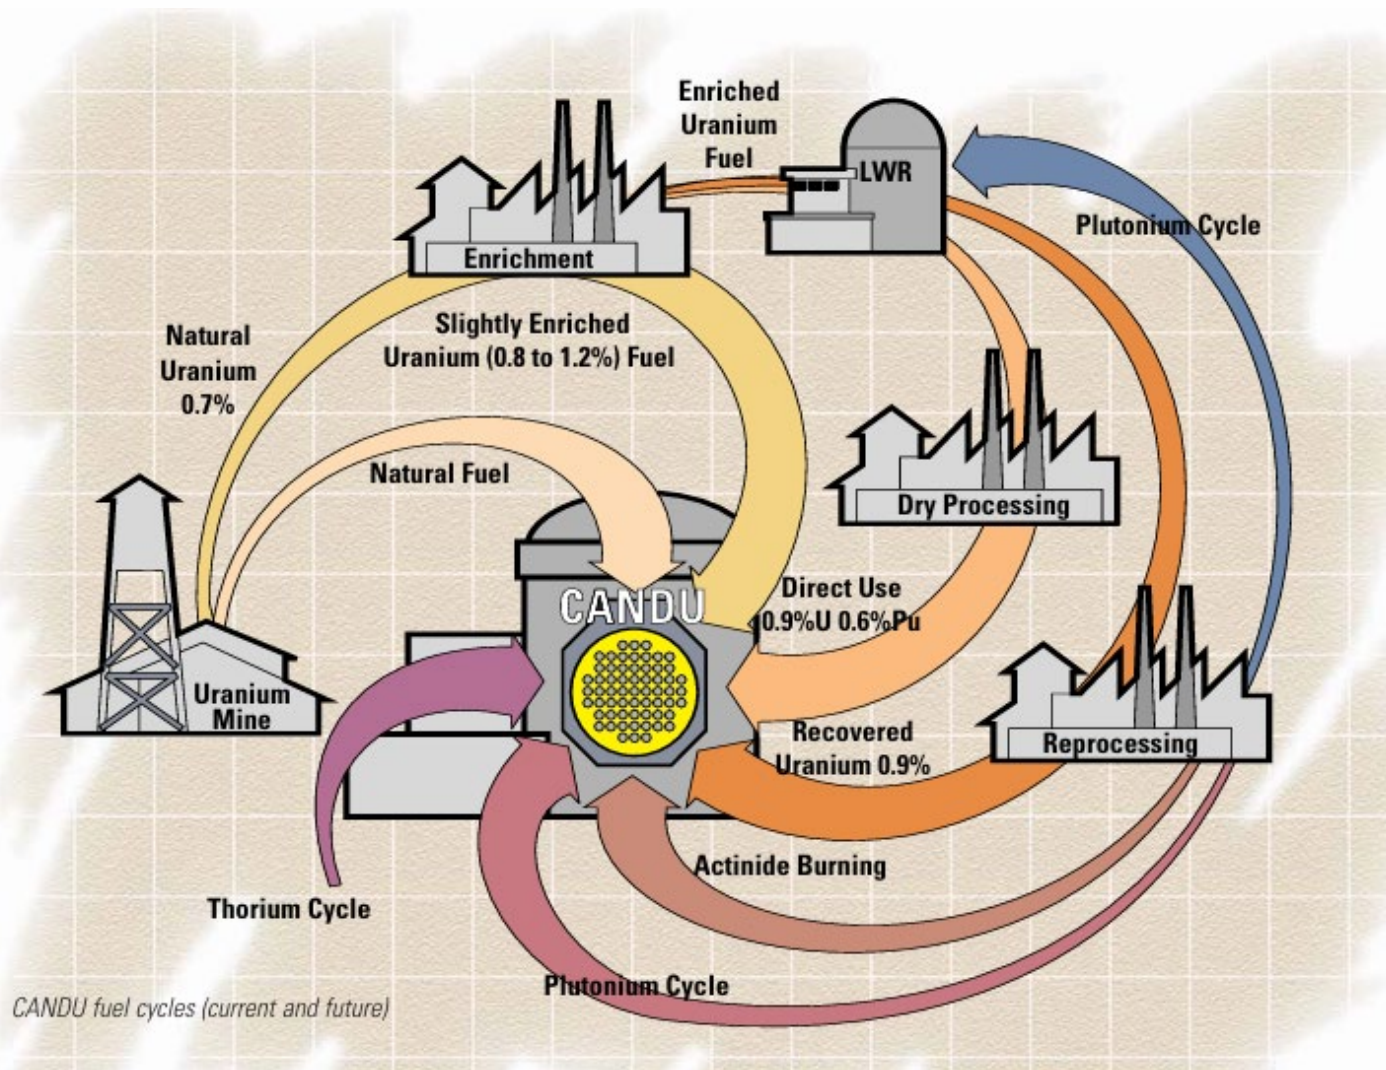 Enriched
Uranium
Fuel
LWR
Plutonium Cycle
Enrichment
Natural
Uranium
0.7%
Slightly Enriched
Uranium (0.8 to 1.2%) Fuel
Natural Fuel
Dry Processing
CANDU
Direct Use
0.9%U 0.6%Pu
Uranium
Mine
Recovered
Uranium 0.9%
Reprocessing
Actinide Burning
Thorium Cycle
Plutonium Cycle
CANDU fuel cycles (current and future)